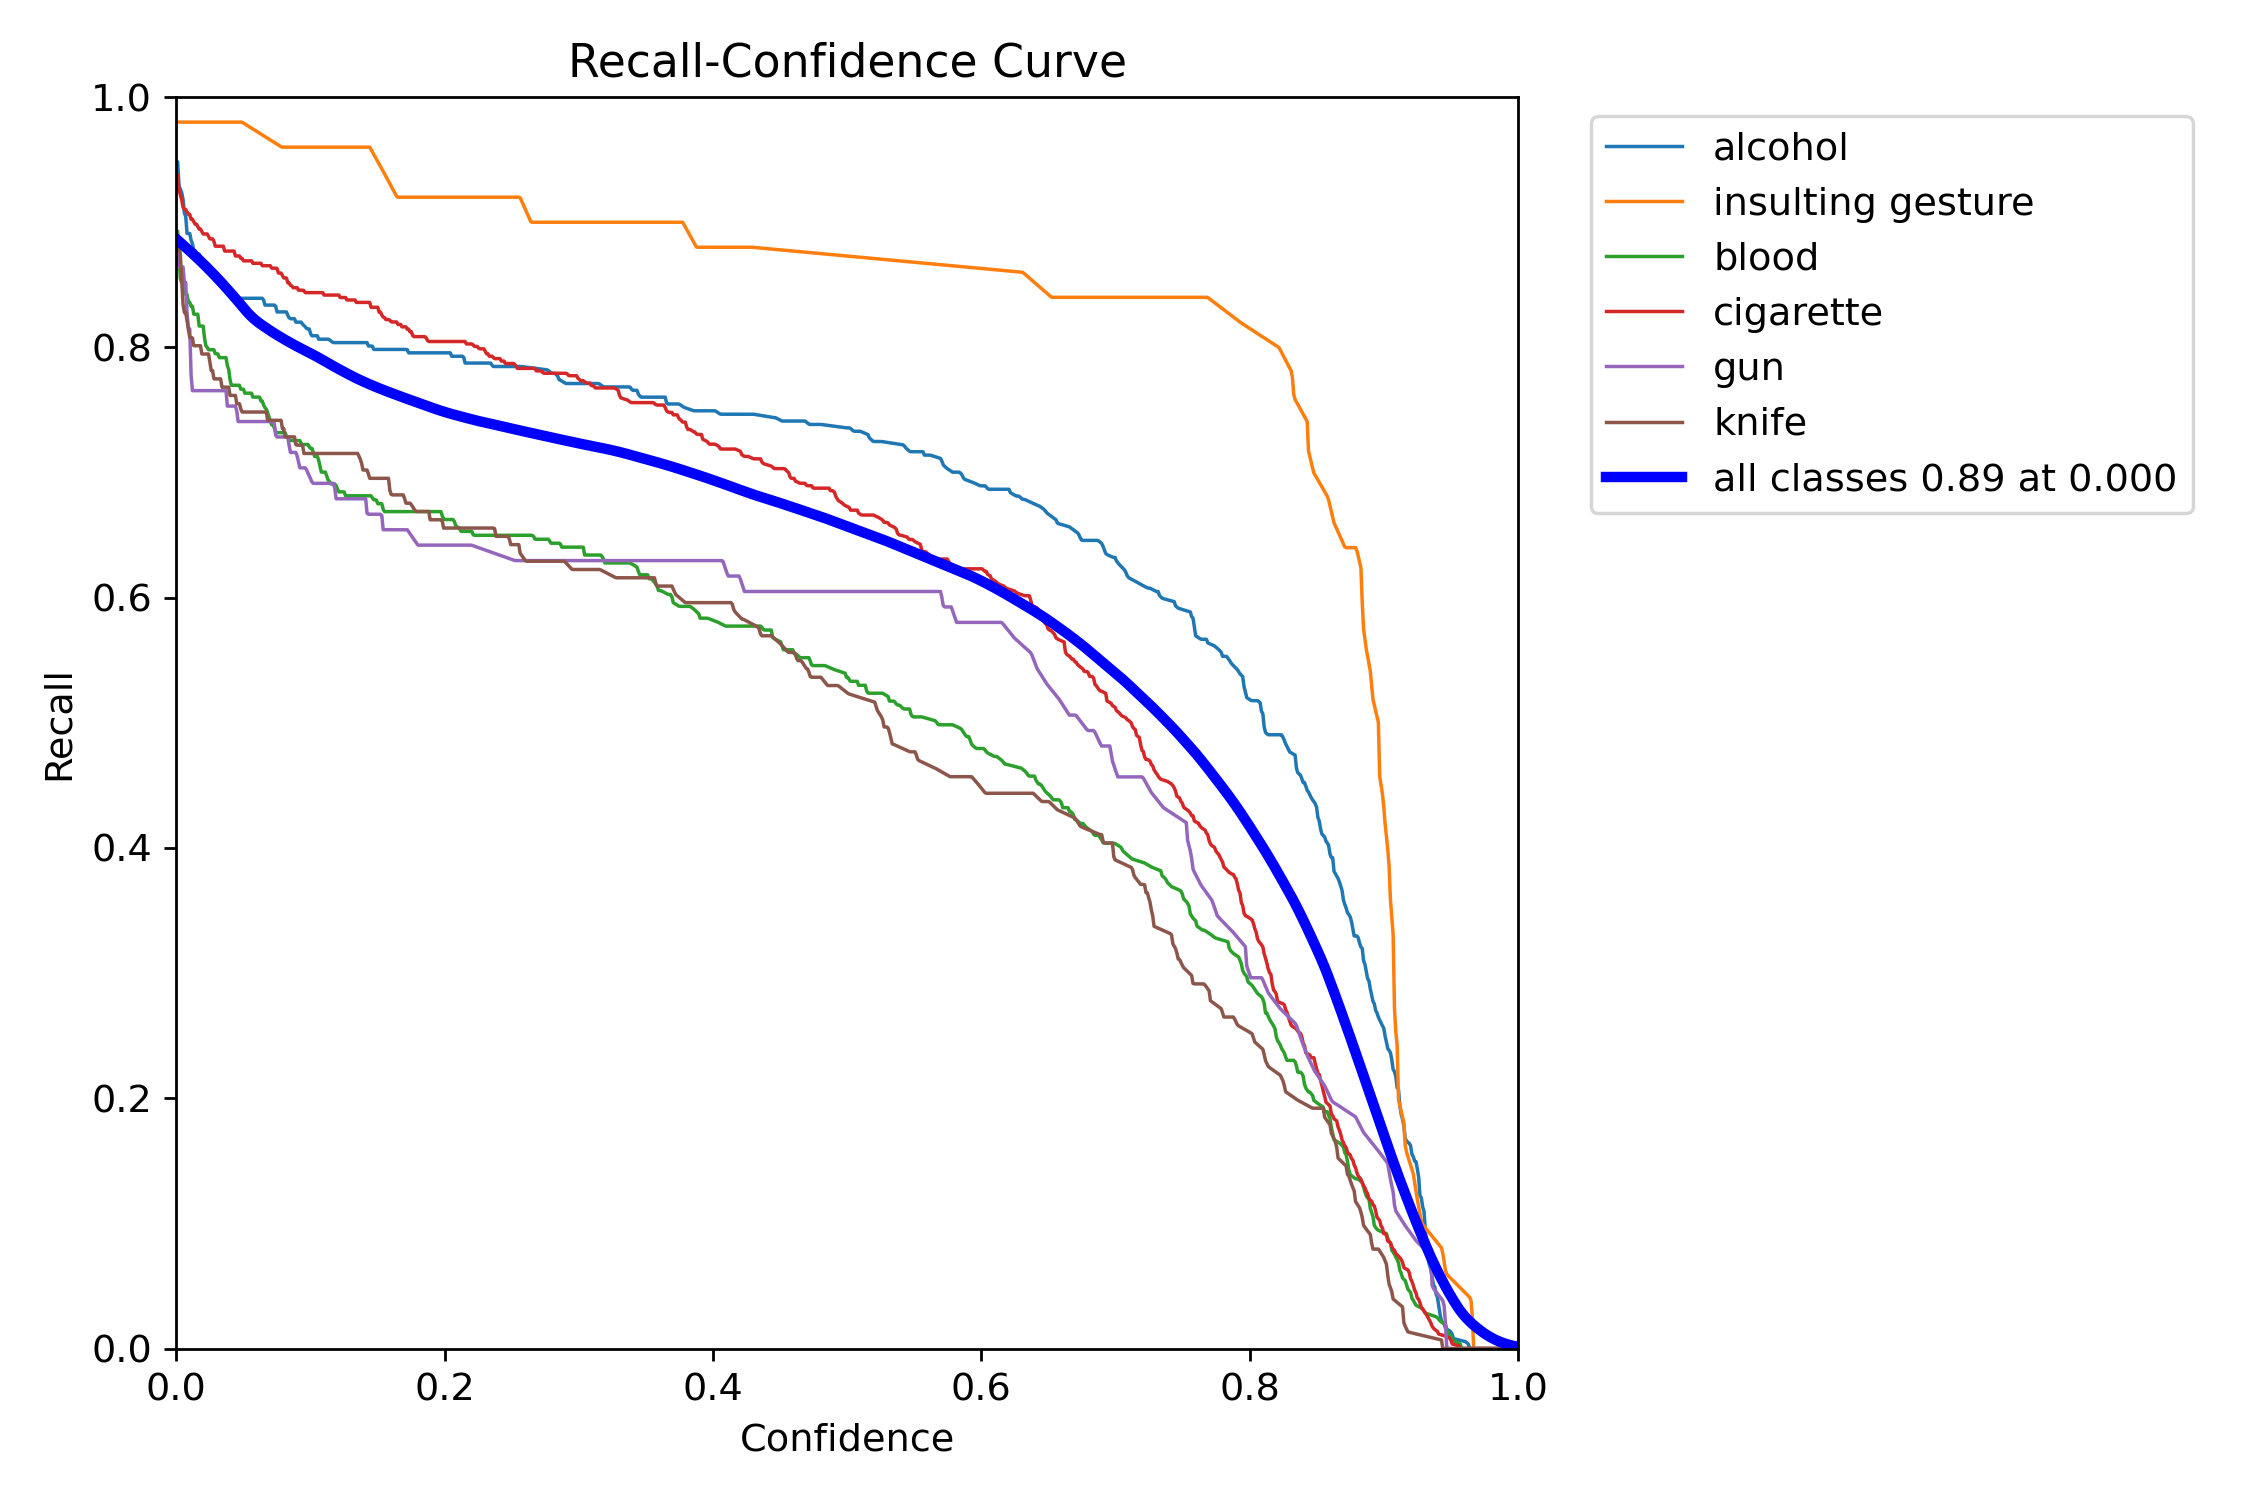 Recall-Confidence Curve
1.0
0.8
0.6
0.4
0.2
0.0
Recall
0.0 0.2 0.4 0.6 0.8 1.0
Confidence
alcohol
insulting gesture
blood
cigarette
gun
knife
all classes 0.89 at 0.000